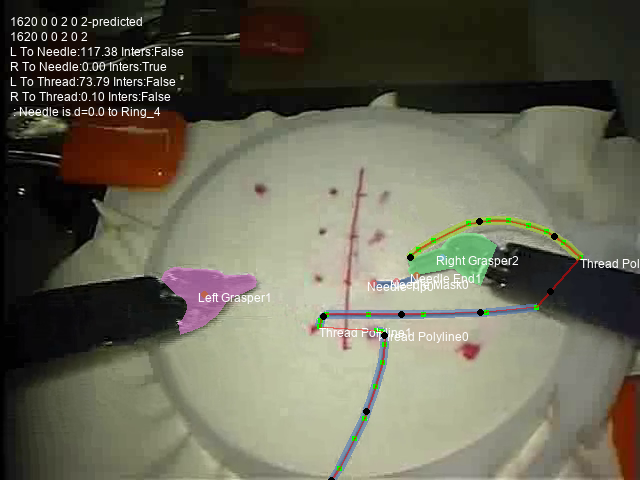 1620 0 0 2 0 2-predicted
1620 0 0 2 0 2
L To Needle:117.38 Inters:False
R To Needle:0.00 Inters:True
L To Thread:73.79 Inters:False
R To Thread:0.10 Inters:False
: Needle is d=0.0 to Ring_4
Right Grasper2
Thread Pol
Needle End1
Left Grasper1
Thread Polyline1
Thread Polyline0